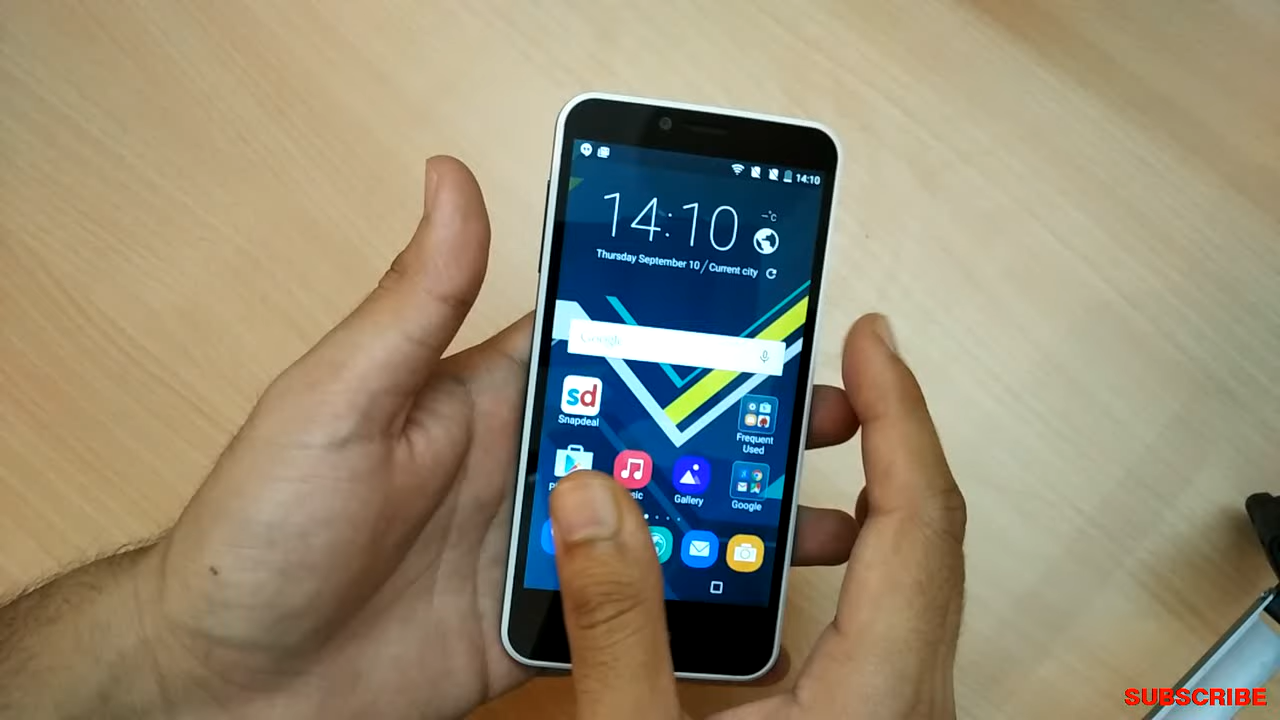 14:10
14:10
--°C
Thursday September 10 / Current city
Google
sd
Snapdeal
Frequent
Used
Gallery
Google
SUBSCRIBE